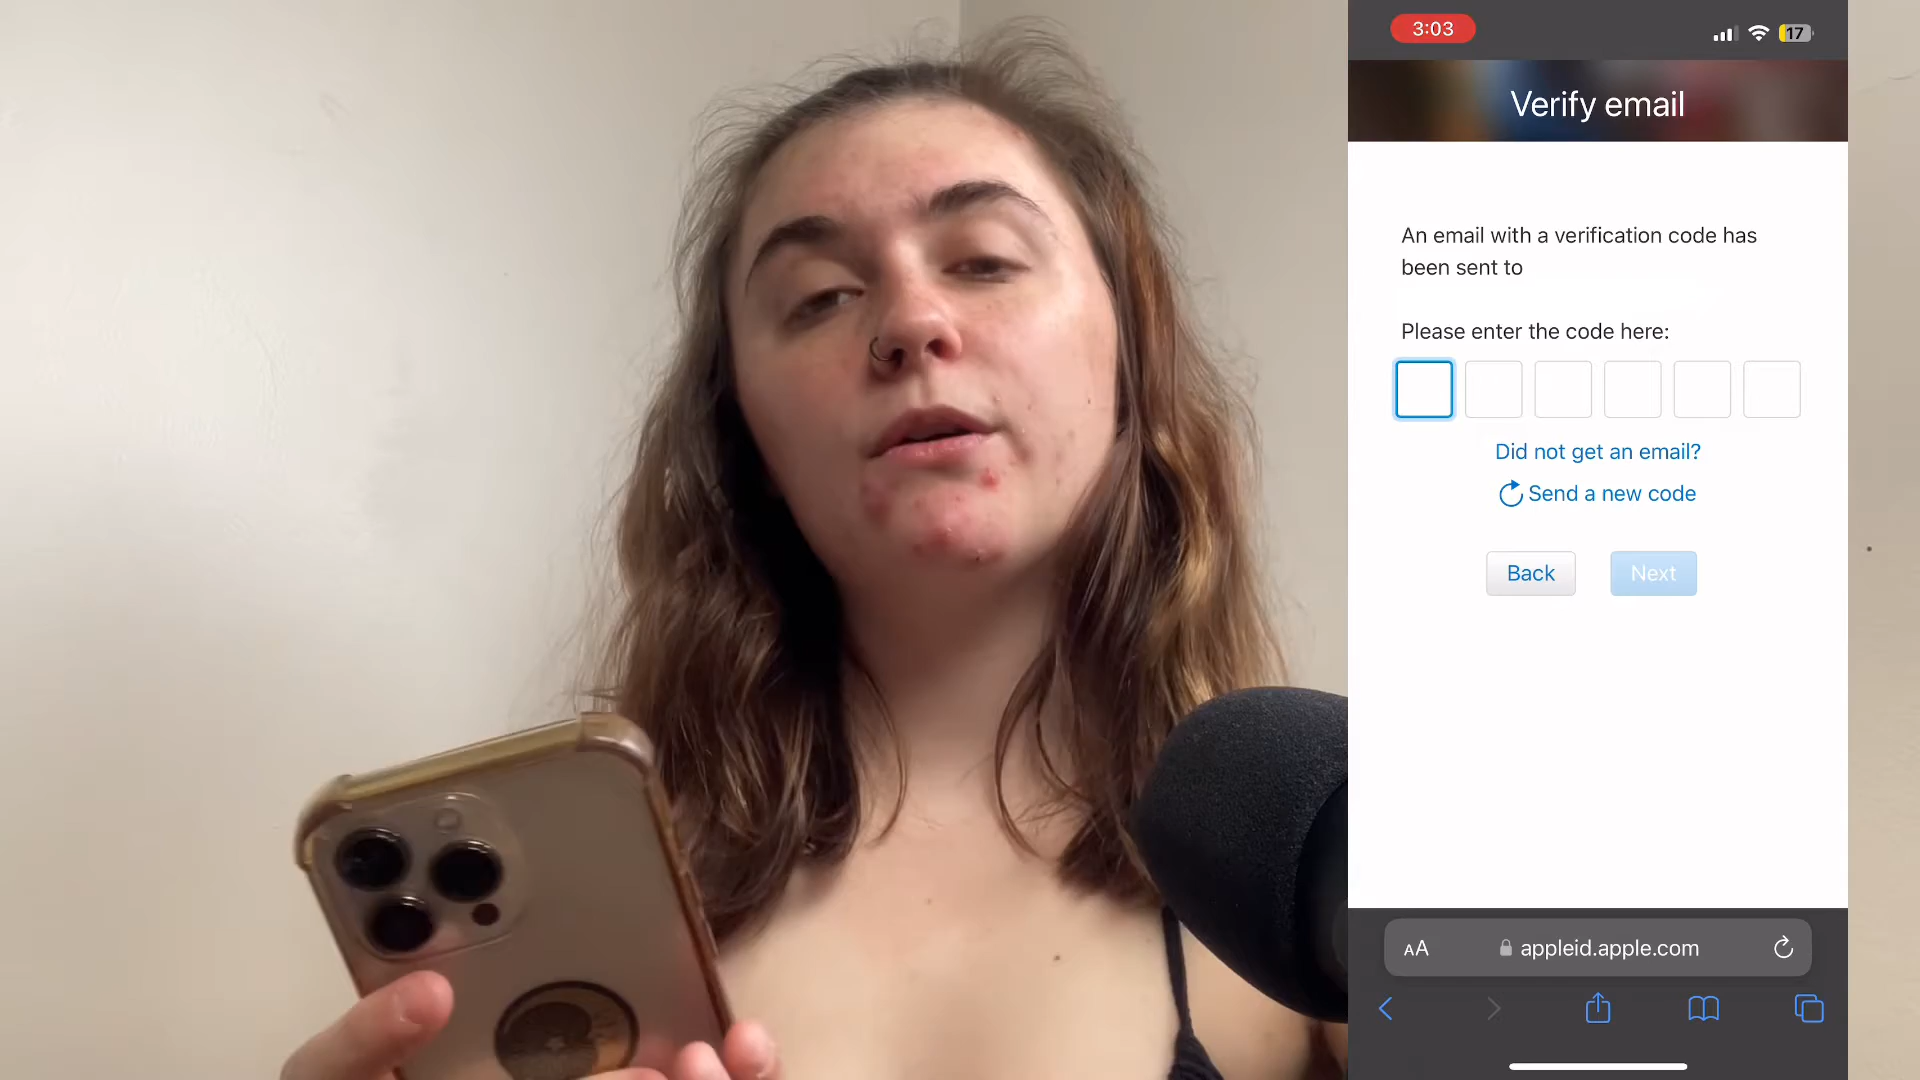 3:03
17
Verify email
An email with a verification code has
been sent to
Please enter the code here:
Did not get an email?
Send a new code
Back
Next
AA
appleid.apple.com